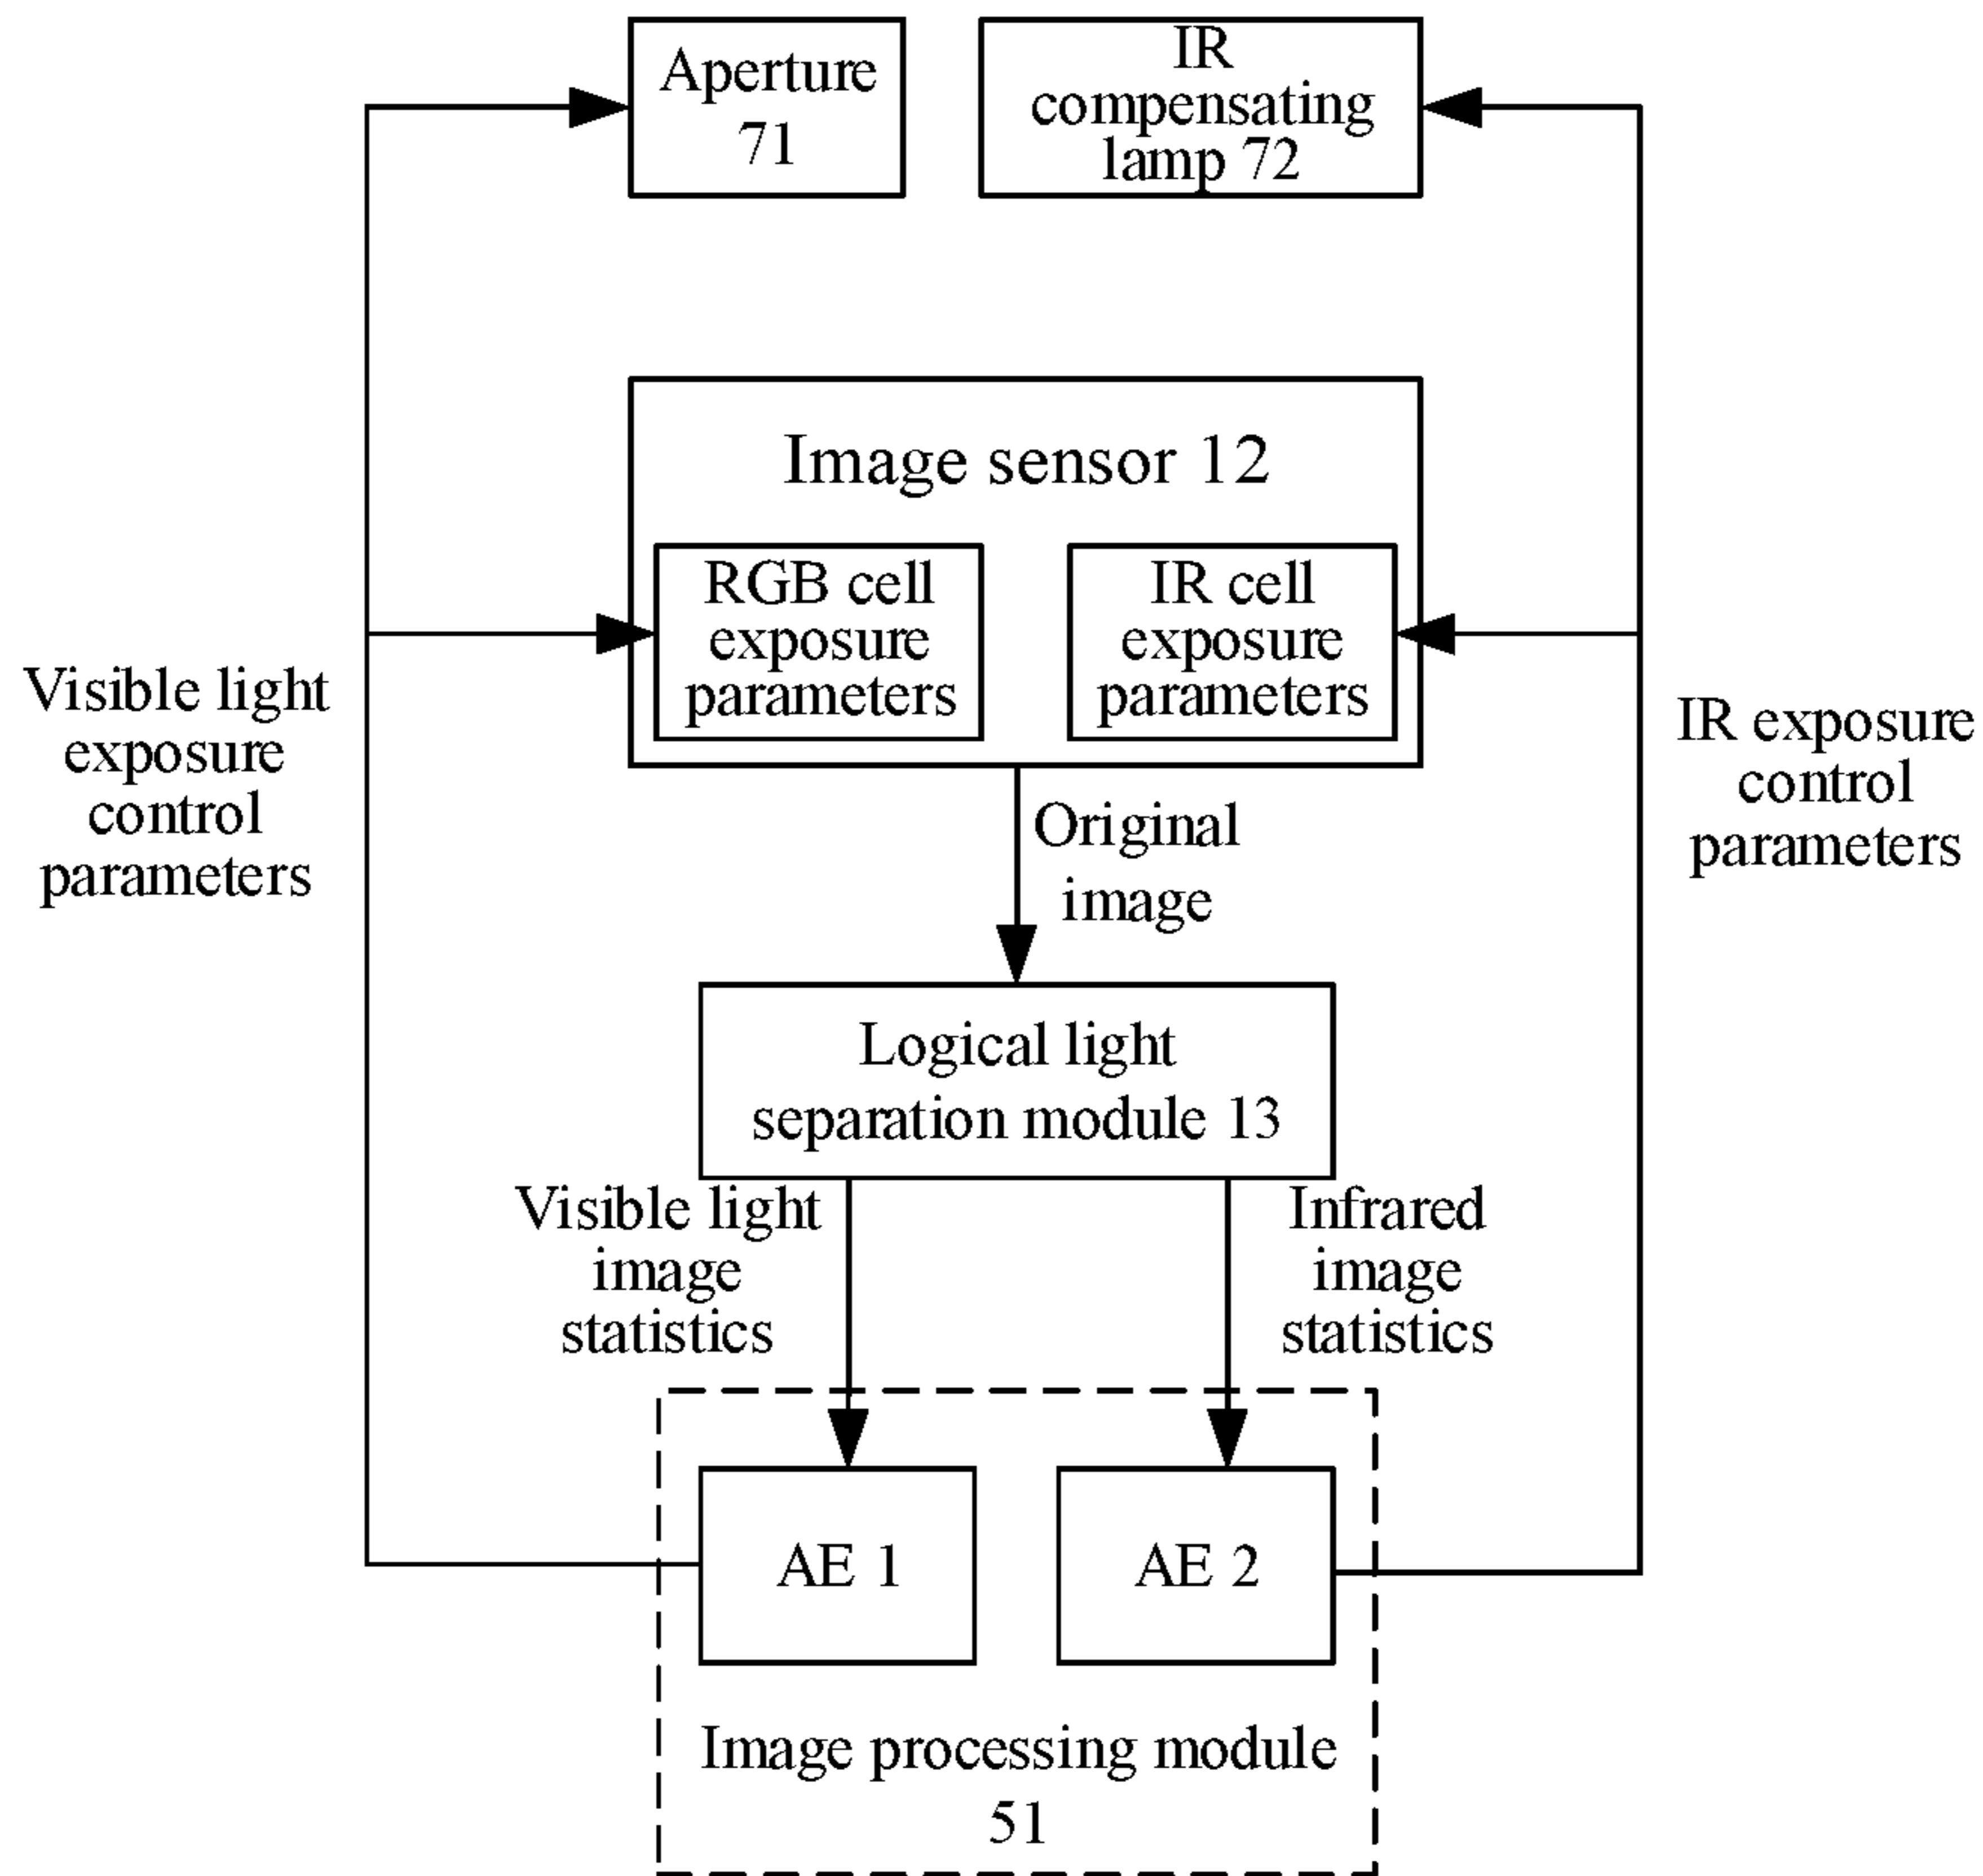 Aperture
71
IR
compensating
lamp 72
Image sensor 12
RGB cell
exposure
parameters
IR cell
exposure
parameters
Visible light
exposure
control
parameters
IR exposure
control
parameters
Original
image
Logical light
separation module 13
Visible light
image
statistics
Infrared
image
statistics
AE 1
AE 2
Image processing module
51